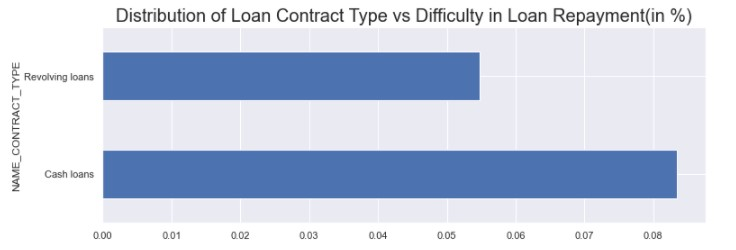 Distribution of Loan Contract Type vs Difficulty in Loan Repayment(in %)
NAME_CONTRACT_TYPE
Revolving loans
Cash loans
0.00 0.01 0.02 0.03 0.04 0.05 0.06 0.07 0.08